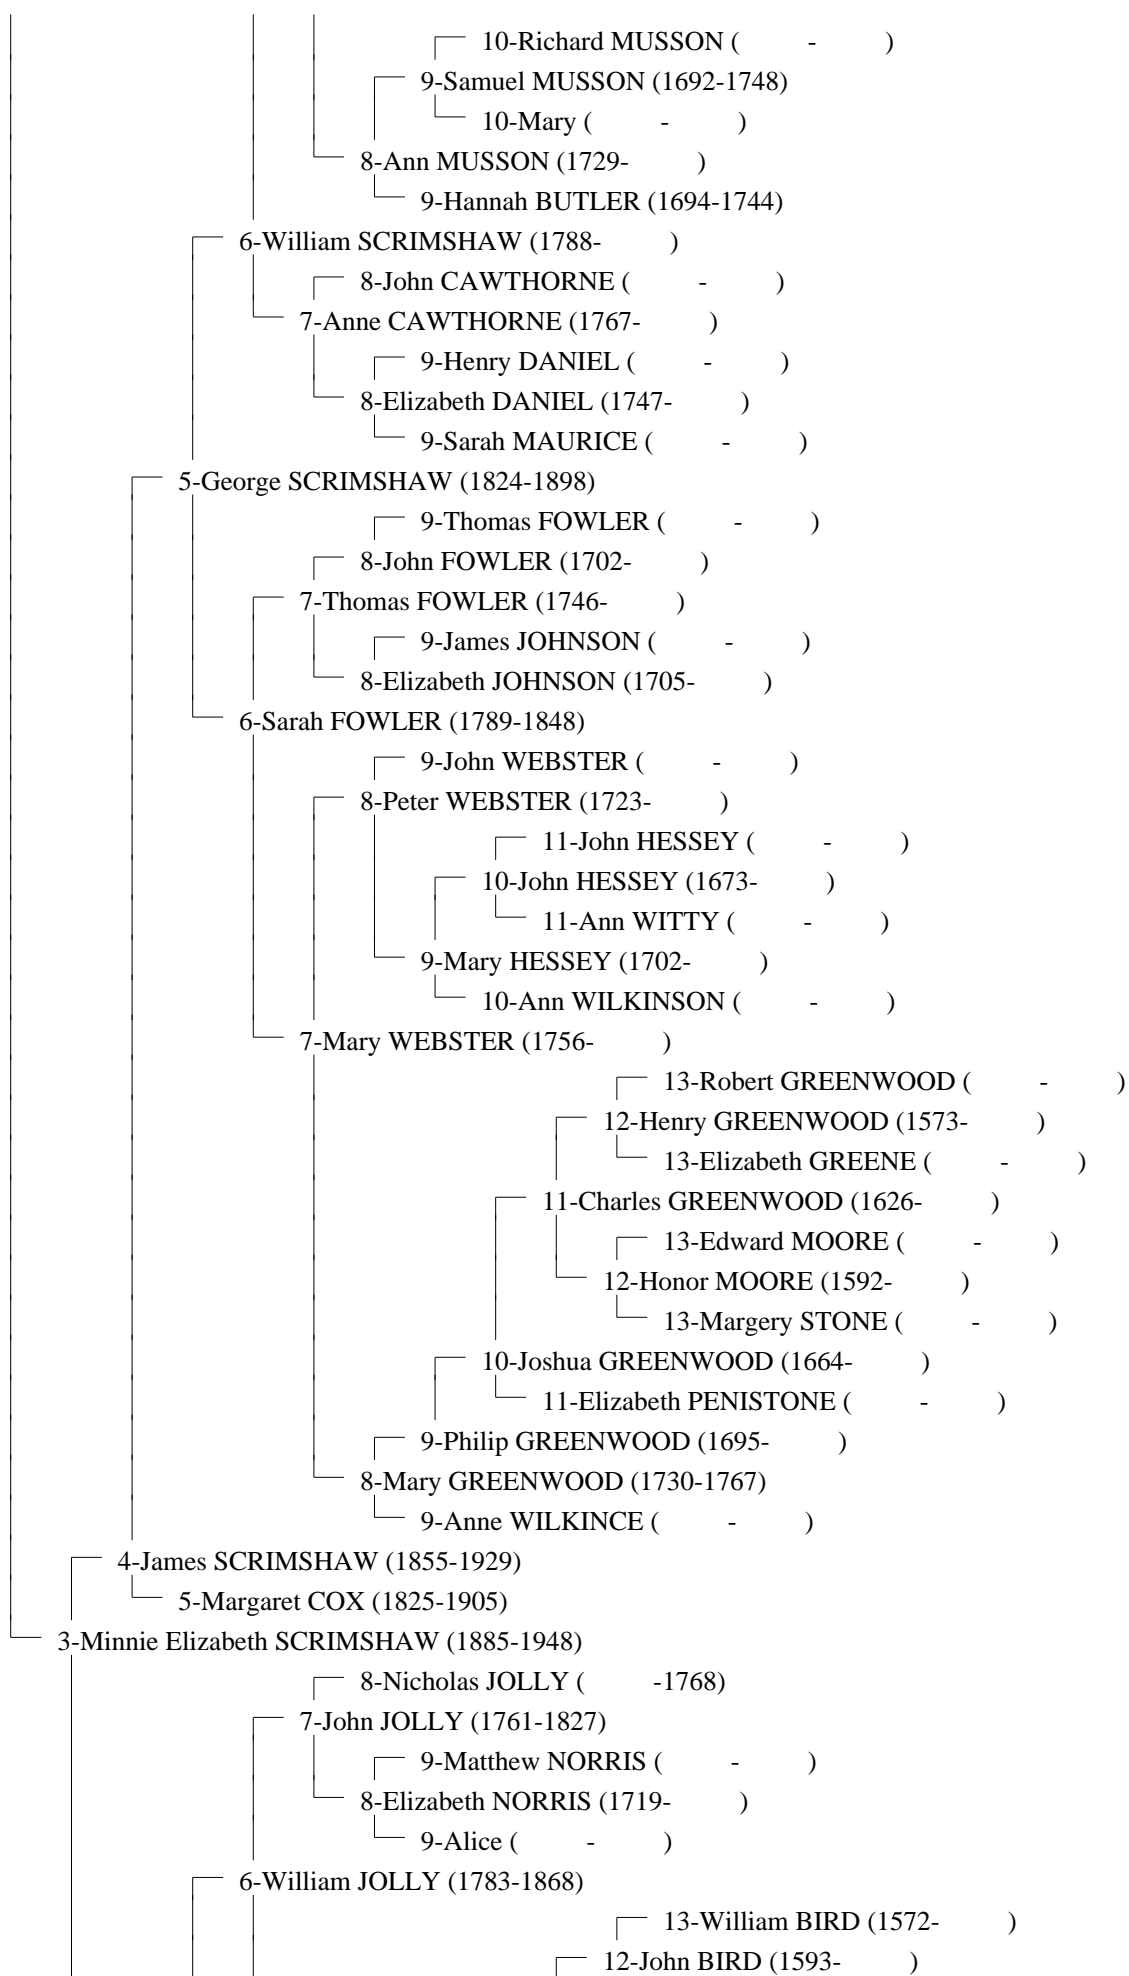 10-Richard MUSSON ( - )
9-Samuel MUSSON (1692-1748)
10-Mary ( - )
8-Ann MUSSON (1729- )
9-Hannah BUTLER (1694-1744)
6-William SCRIMSHAW (1788- )
8-John CAWTHORNE ( - )
7-Anne CAWTHORNE (1767- )
9-Henry DANIEL ( - )
8-Elizabeth DANIEL (1747- )
9-Sarah MAURICE ( - )
5-George SCRIMSHAW (1824-1898)
9-Thomas FOWLER ( - )
8-John FOWLER (1702- )
7-Thomas FOWLER (1746- )
9-James JOHNSON ( - )
8-Elizabeth JOHNSON (1705- )
6-Sarah FOWLER (1789-1848)
9-John WEBSTER ( - )
8-Peter WEBSTER (1723- )
11-John HESSEY ( - )
10-John HESSEY (1673- )
11-Ann WITTY ( - )
9-Mary HESSEY (1702- )
10-Ann WILKINSON ( - )
7-Mary WEBSTER (1756- )
13-Robert GREENWOOD ( - )
12-Henry GREENWOOD (1573- )
13-Elizabeth GREENE ( - )
11-Charles GREENWOOD (1626- )
13-Edward MOORE ( - )
12-Honor MOORE (1592- )
13-Margery STONE ( - )
10-Joshua GREENWOOD (1664- )
11-Elizabeth PENISTONE ( - )
9-Philip GREENWOOD (1695- )
8-Mary GREENWOOD (1730-1767)
9-Anne WILKINCE ( - )
4-James SCRIMSHAW (1855-1929)
5-Margaret COX (1825-1905)
3-Minnie Elizabeth SCRIMSHAW (1885-1948)
8-Nicholas JOLLY ( -1768)
7-John JOLLY (1761-1827)
9-Matthew NORRIS ( - )
8-Elizabeth NORRIS (1719- )
9-Alice ( - )
6-William JOLLY (1783-1868)
13-William BIRD (1572- )
12-John BIRD (1593- )